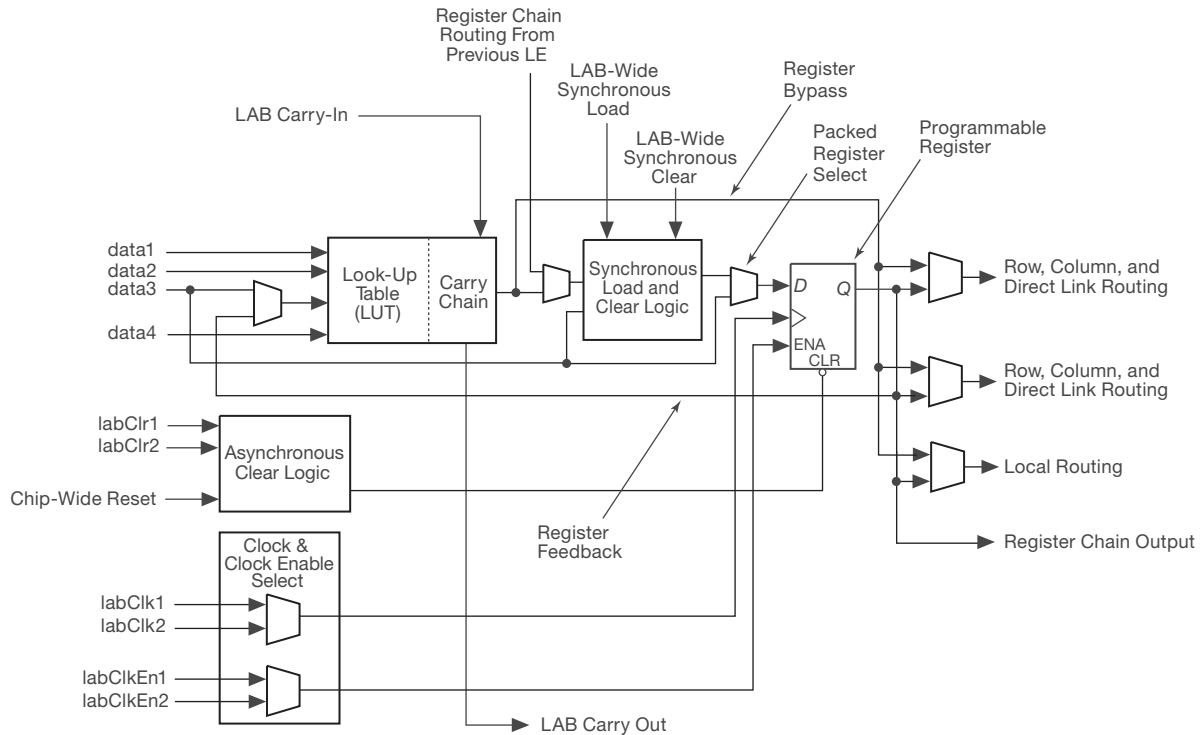 Register Chain
Routing From
Previous LE
LAB-Wide
Synchronous
Load
Register
Bypass
LAB Carry-In
LAB-Wide
Synchronous
Clear
Packed
Register
Select
Programmable
Register
data1
data2
data3
data4
Look-Up
Table
(LUT)
Carry
Chain
Synchronous
Load and
Clear Logic
D
Q
ENA
CLR
Row, Column, and
Direct Link Routing
Row, Column, and
Direct Link Routing
labClr1
labClr2
Chip-Wide Reset
Asynchronous
Clear Logic
Local Routing
Register
Feedback
Register Chain Output
Clock &
Clock Enable
Select
labClk1
labClk2
labClkEn1
labClkEn2
LAB Carry Out